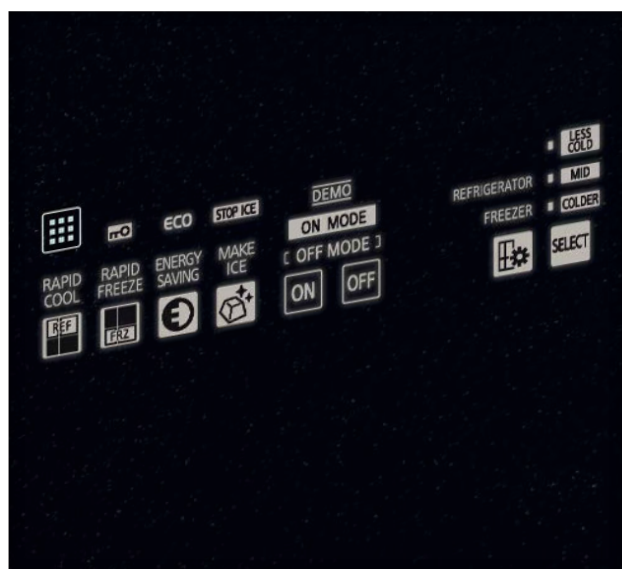 ECO
STOP ICE
RAPID
COOL
RAPID
FREEZE
ENERGY
SAVING
MAKE
ICE
REF
FRZ
DEMO
ON MODE
OFF MODE
ON
OFF
REFRIGERATOR
FREEZER
LESS
COLD
MID
COLDER
SELECT